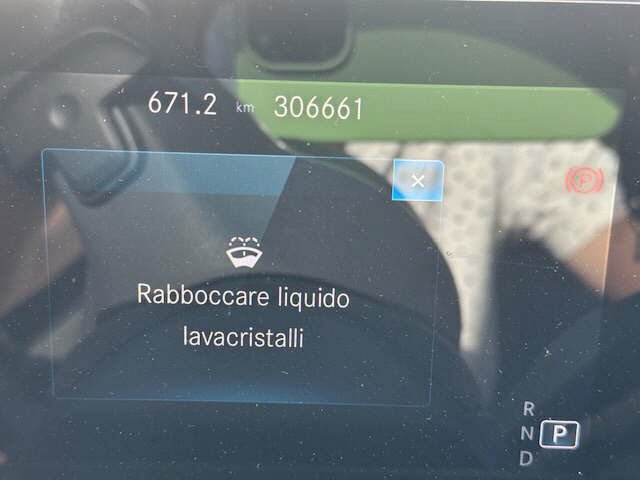 671.2 km 306661
×
P
Rabboccare liquido
lavacristalli
R
N P
D